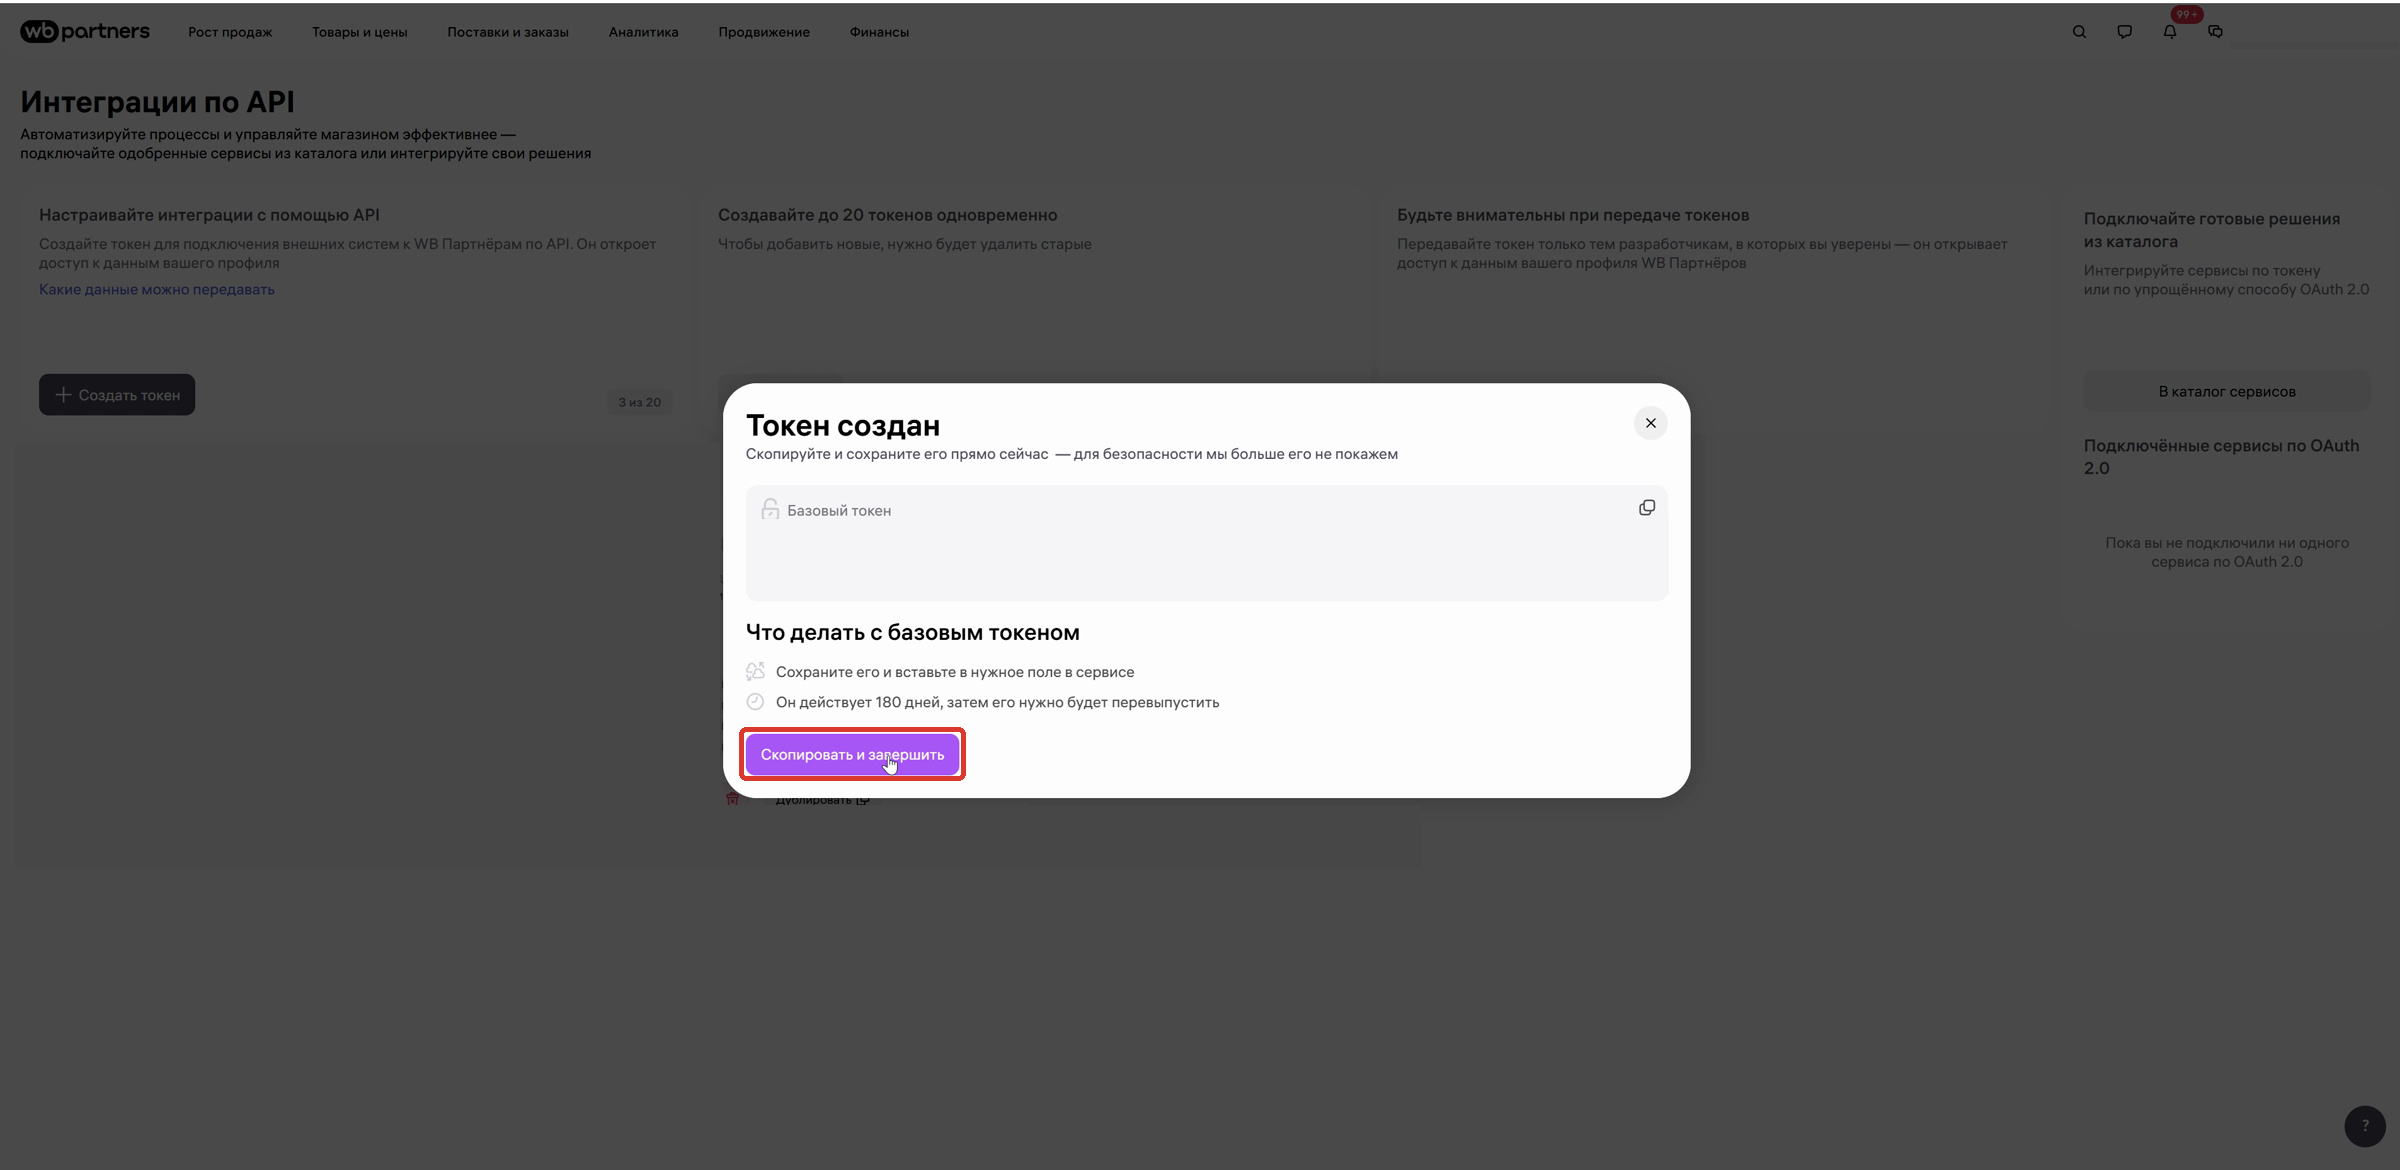 wb partners
Рост продаж
Товары и цены
Поставки и заказы
Аналитика
Продвижение
Финансы
99+
Интеграции по API
Автоматизируйте процессы и управляйте магазином эффективнее —
подключайте одобренные сервисы из каталога или интегрируйте свои решения
Настраивайте интеграции с помощью API
Создайте токен для подключения внешних систем к WB Партнёрам по API. Он откроет
доступ к данным вашего профиля
Какие данные можно передавать
Создать токен
3 из 20
Создавайте до 20 токенов одновременно
Чтобы добавить новые, нужно будет удалить старые
Будьте внимательны при передаче токенов
Передавайте токен только тем разработчикам, в которых вы уверены — он открывает
доступ к данным вашего профиля WB Партнёров
Подключайте готовые решения
из каталога
Интегрируйте сервисы по токену
или по упрощённому способу OAuth 2.0
В каталог сервисов
Подключённые сервисы по OAuth
2.0
Пока вы не подключили ни одного
сервиса по OAuth 2.0
Токен создан
Скопируйте и сохраните его прямо сейчас — для безопасности мы больше его не покажем
Базовый токен
Что делать с базовым токеном
Сохраните его и вставьте в нужное поле в сервисе
Он действует 180 дней, затем его нужно будет перевыпустить
Скопировать и завершить
Дублировать
?